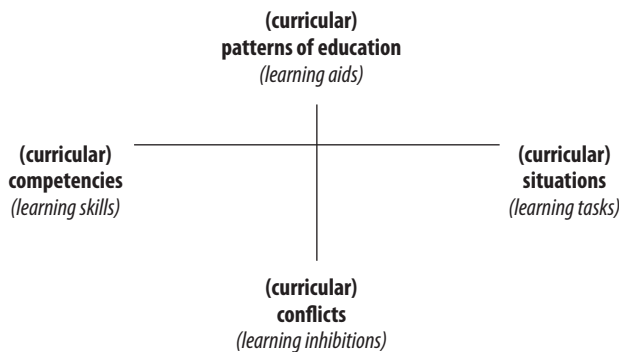 (curricular)
patterns of education
(learning aids)
(curricular)
competencies
(learning skills)
(curricular)
situations
(learning tasks)
(curricular)
conflicts
(learning inhibitions)